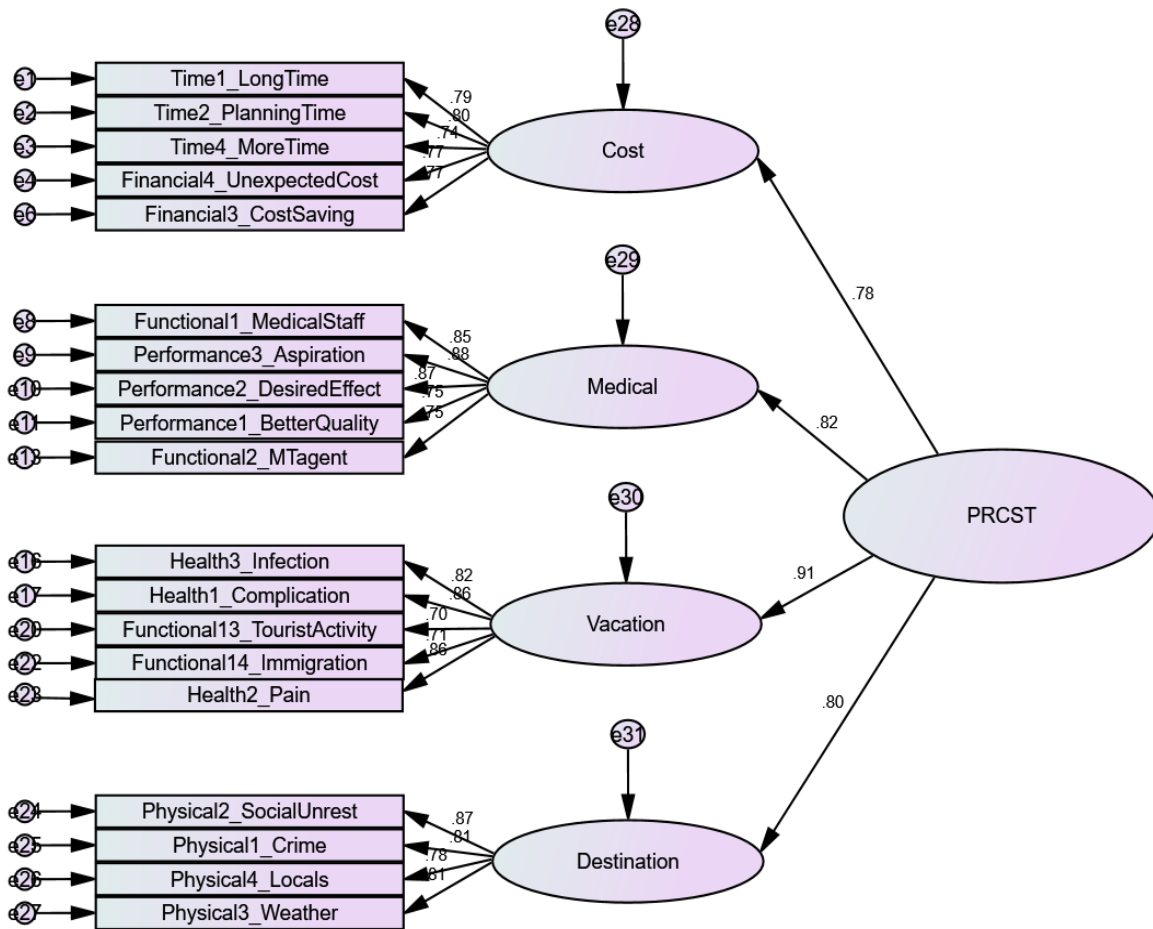 e28
e1 Time1_LongTime .79
e2 Time2_PlanningTime .80
e3 Time4_MoreTime .74
Cost
e4 Financial4_UnexpectedCost .77
e6 Financial3_CostSaving .77
e29
.78
e8 Functional1_MedicalStaff .85
e9 Performance3_Aspiration .88
e10 Performance2_DesiredEffect .87
Medical
e11 Performance1_BetterQuality .75
.82
e13 Functional2_MTagent .75
e30
PRCST
e16 Health3_Infection .82
.91
e17 Health1_Complication .86
e20 Functional13_TouristActivity .70
Vacation
e22 Functional14_Immigration .71
e23 Health2_Pain .86
.80
e31
e24 Physical2_SocialUnrest .87
e25 Physical1_Crime .81
Destination
e26 Physical4_Locals .78
e27 Physical3_Weather .81